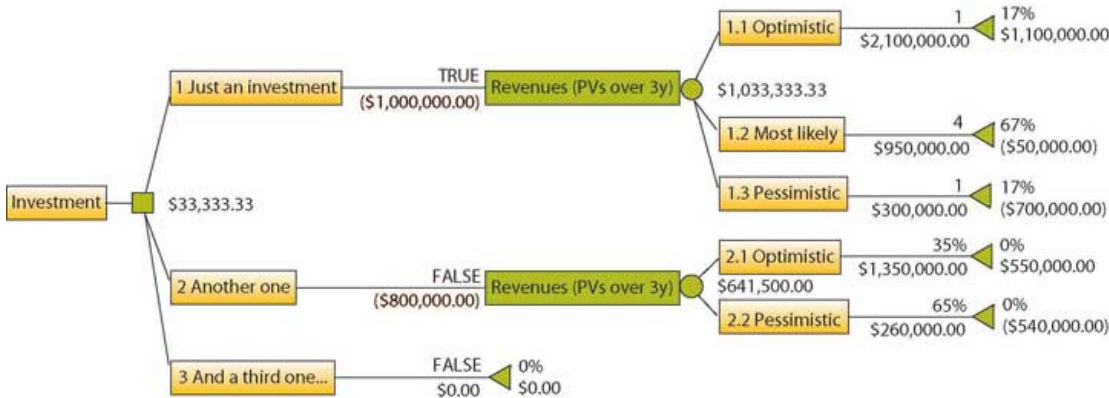 1.1 Optimistic
1
$2,100,000.00
17%
$1,100,000.00
1 Just an investment
TRUE
($1,000,000.00)
Revenues (PVs over 3y)
$1,033,333.33
1.2 Most likely
4
$950,000.00
67%
($50,000.00)
1.3 Pessimistic
1
$300,000.00
17%
($700,000.00)
Investment
$33,333.33
2 Another one
FALSE
($800,000.00)
Revenues (PVs over 3y)
$641,500.00
2.1 Optimistic
35%
$1,350,000.00
0%
$550,000.00
2.2 Pessimistic
65%
$260,000.00
0%
($540,000.00)
3 And a third one...
FALSE
$0.00
0%
$0.00